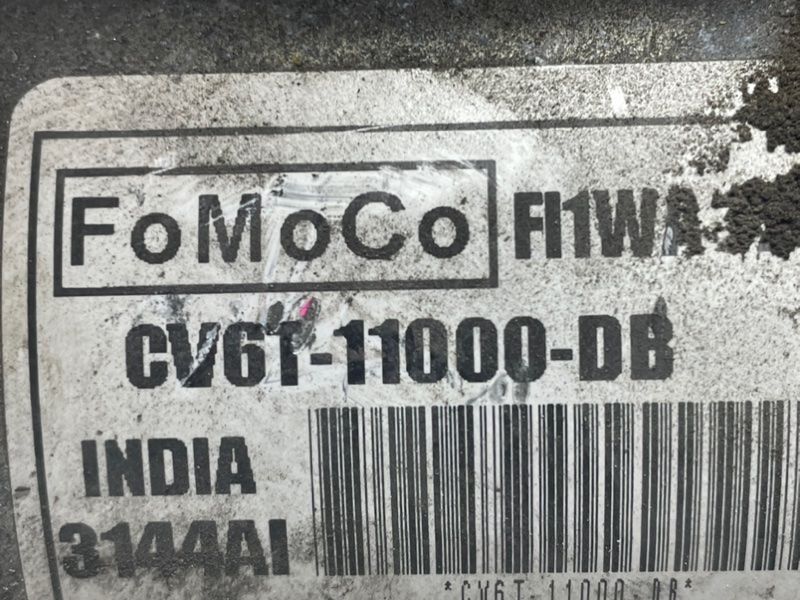 FoMoCo FI1WA
CV6T-11000-DB
INDIA
3144AI
*CV6T-11000-DB*